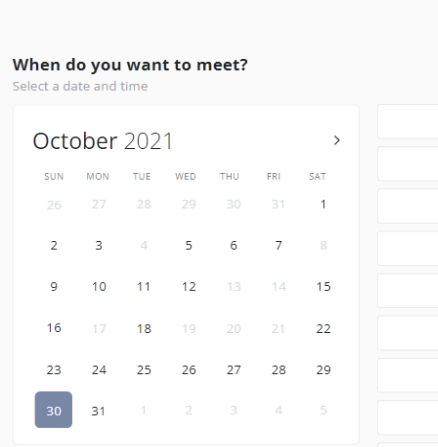 When do you want to meet?
Select a date and time
October 2021
SUN MON TUE WED THU FRI SAT
26 27 28 29 30 31 1
2 3 4 5 6 7 8
9 10 11 12 13 14 15
16 17 18 19 20 21 22
23 24 25 26 27 28 29
30 31 1 2 3 4 5